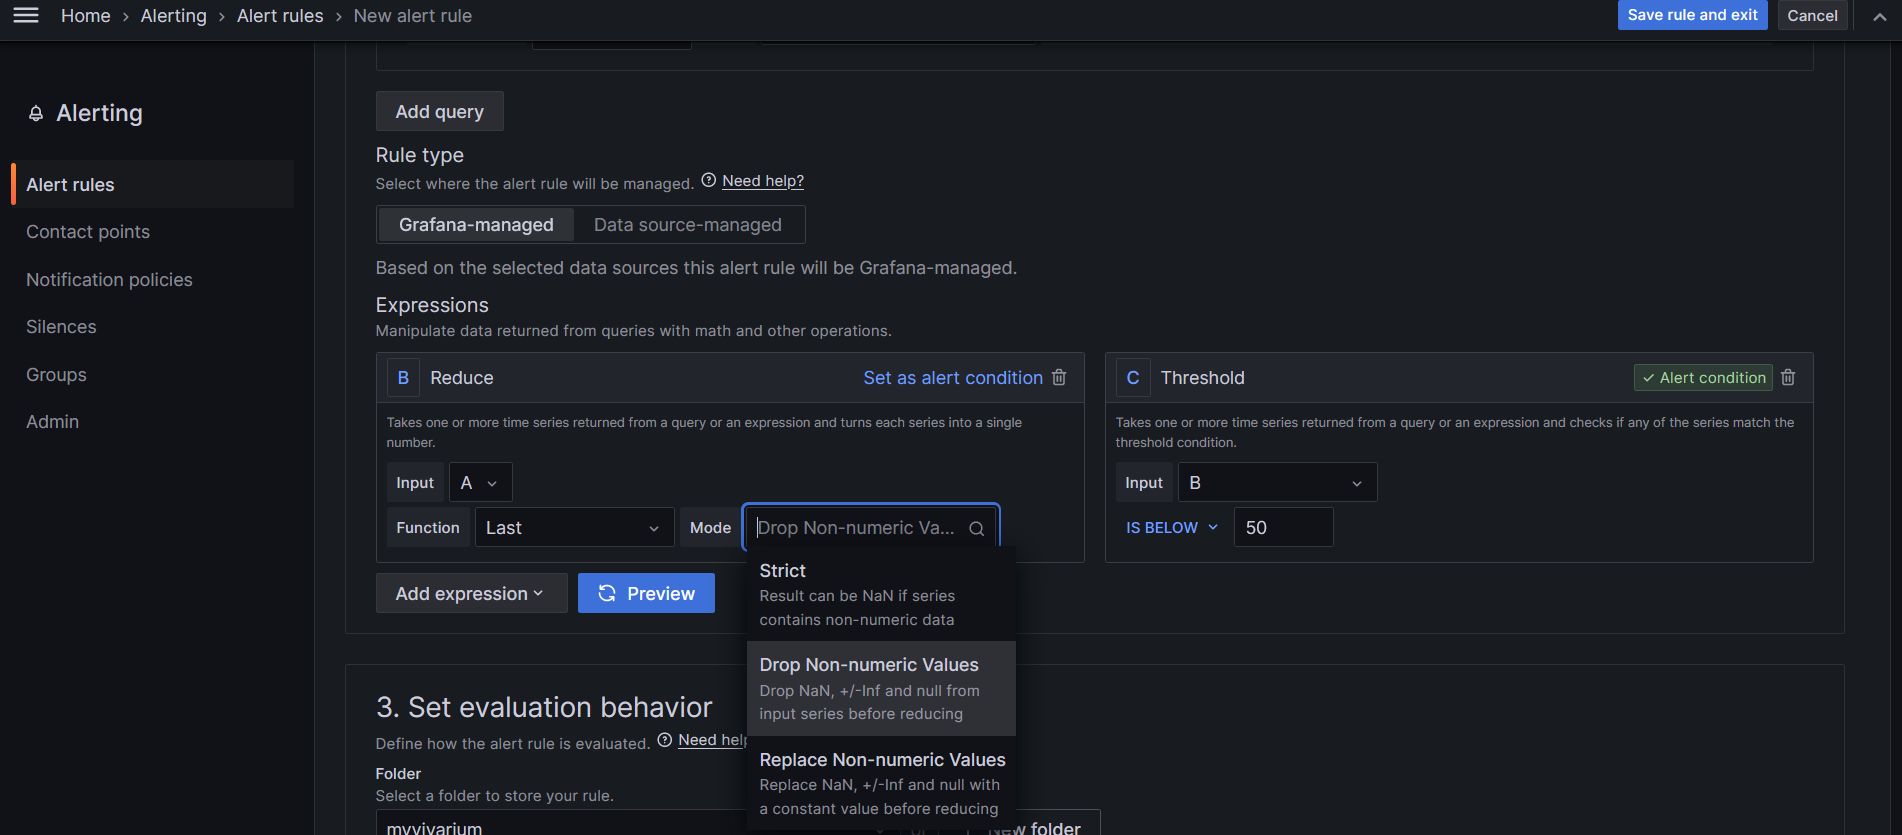 Home › Alerting › Alert rules › New alert rule
Save rule and exit
Cancel
Alerting
Alert rules
Contact points
Notification policies
Silences
Groups
Admin
Add query
Rule type
Select where the alert rule will be managed. Need help?
Grafana-managed
Data source-managed
Based on the selected data sources this alert rule will be Grafana-managed.
Expressions
Manipulate data returned from queries with math and other operations.
B Reduce
Set as alert condition
Takes one or more time series returned from a query or an expression and turns each series into a single
number.
Input A
Function Last Mode Drop Non-numeric Va...
C Threshold
Alert condition
Takes one or more time series returned from a query or an expression and checks if any of the series match the
threshold condition.
Input B
IS BELOW 50
Add expression
Preview
Strict
Result can be NaN if series
contains non-numeric data
Drop Non-numeric Values
Drop NaN, +/-Inf and null from
input series before reducing
Replace Non-numeric Values
Replace NaN, +/-Inf and null with
a constant value before reducing
3. Set evaluation behavior
Define how the alert rule is evaluated. Need help
Folder
Select a folder to store your rule.
myvivarium
New folder